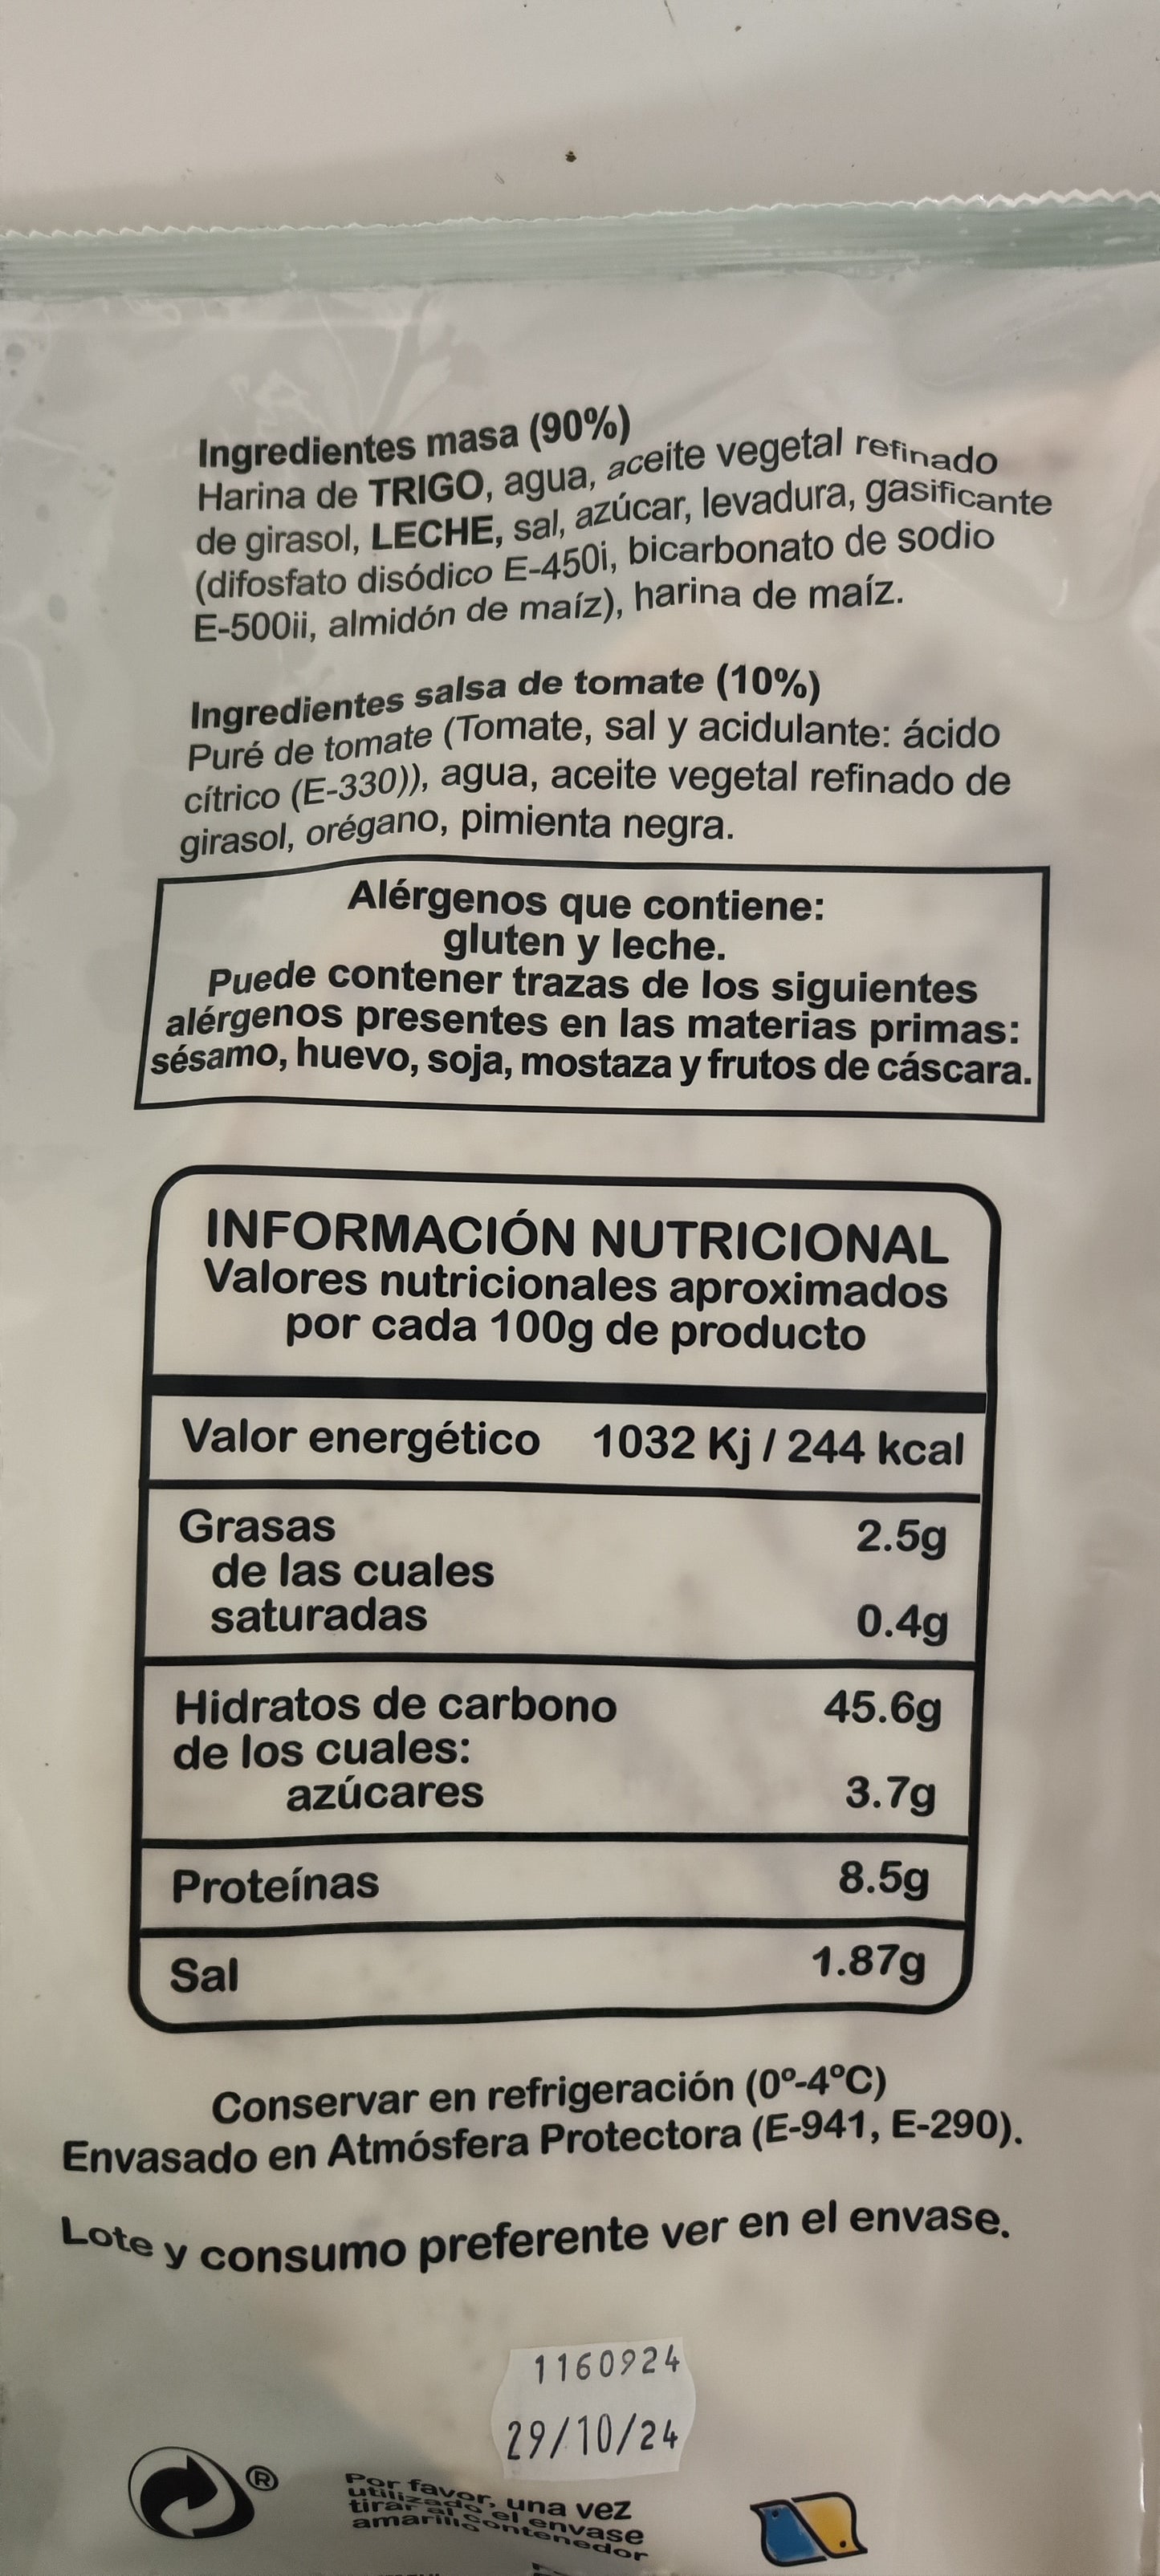 Ingredientes masa (90%)
Harina de TRIGO, agua, aceite vegetal refinado
de girasol, LECHE, sal, azúcar, levadura, gasificante
(difosfato disódico E-450i, bicarbonato de sodio
E-500ii, almidón de maíz), harina de maíz.
Ingredientes salsa de tomate (10%)
Puré de tomate (Tomate, sal y acidulante: ácido
cítrico (E-330)), agua, aceite vegetal refinado de
girasol, orégano, pimienta negra.
Alérgenos que contiene:
gluten y leche.
Puede contener trazas de los siguientes
alérgenos presentes en las materias primas:
sésamo, huevo, soja, mostaza y frutos de cáscara.
INFORMACIÓN NUTRICIONAL
Valores nutricionales aproximados
por cada 100g de producto
Valor energético 1032 Kj / 244 kcal
Grasas 2.5g
de las cuales
saturadas 0.4g
Hidratos de carbono 45.6g
de los cuales:
azúcares 3.7g
Proteínas 8.5g
Sal 1.87g
Conservar en refrigeración (0º-4ºC)
Envasado en Atmósfera Protectora (E-941, E-290).
Lote y consumo preferente ver en el envase.
1160924
29/10/24
®
Por favor, una vez
utilizado el envase
tirar al contenedor
amarillo